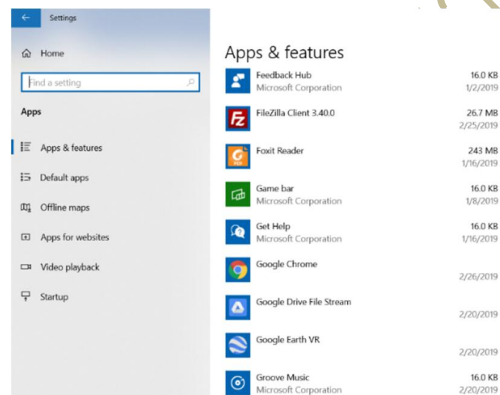 Settings
Home
Find a setting
Apps
Apps & features
Default apps
Offline maps
Apps for websites
Video playback
Startup
Apps & features
Feedback Hub 16.0 KB
Microsoft Corporation 1/2/2019
FileZilla Client 3.40.0 26.7 MB
2/25/2019
Foxit Reader 243 MB
1/16/2019
Game bar 16.0 KB
Microsoft Corporation 1/8/2019
Get Help 16.0 KB
Microsoft Corporation 1/16/2019
Google Chrome
2/26/2019
Google Drive File Stream
2/20/2019
Google Earth VR
2/20/2019
Groove Music 16.0 KB
Microsoft Corporation 2/20/2019